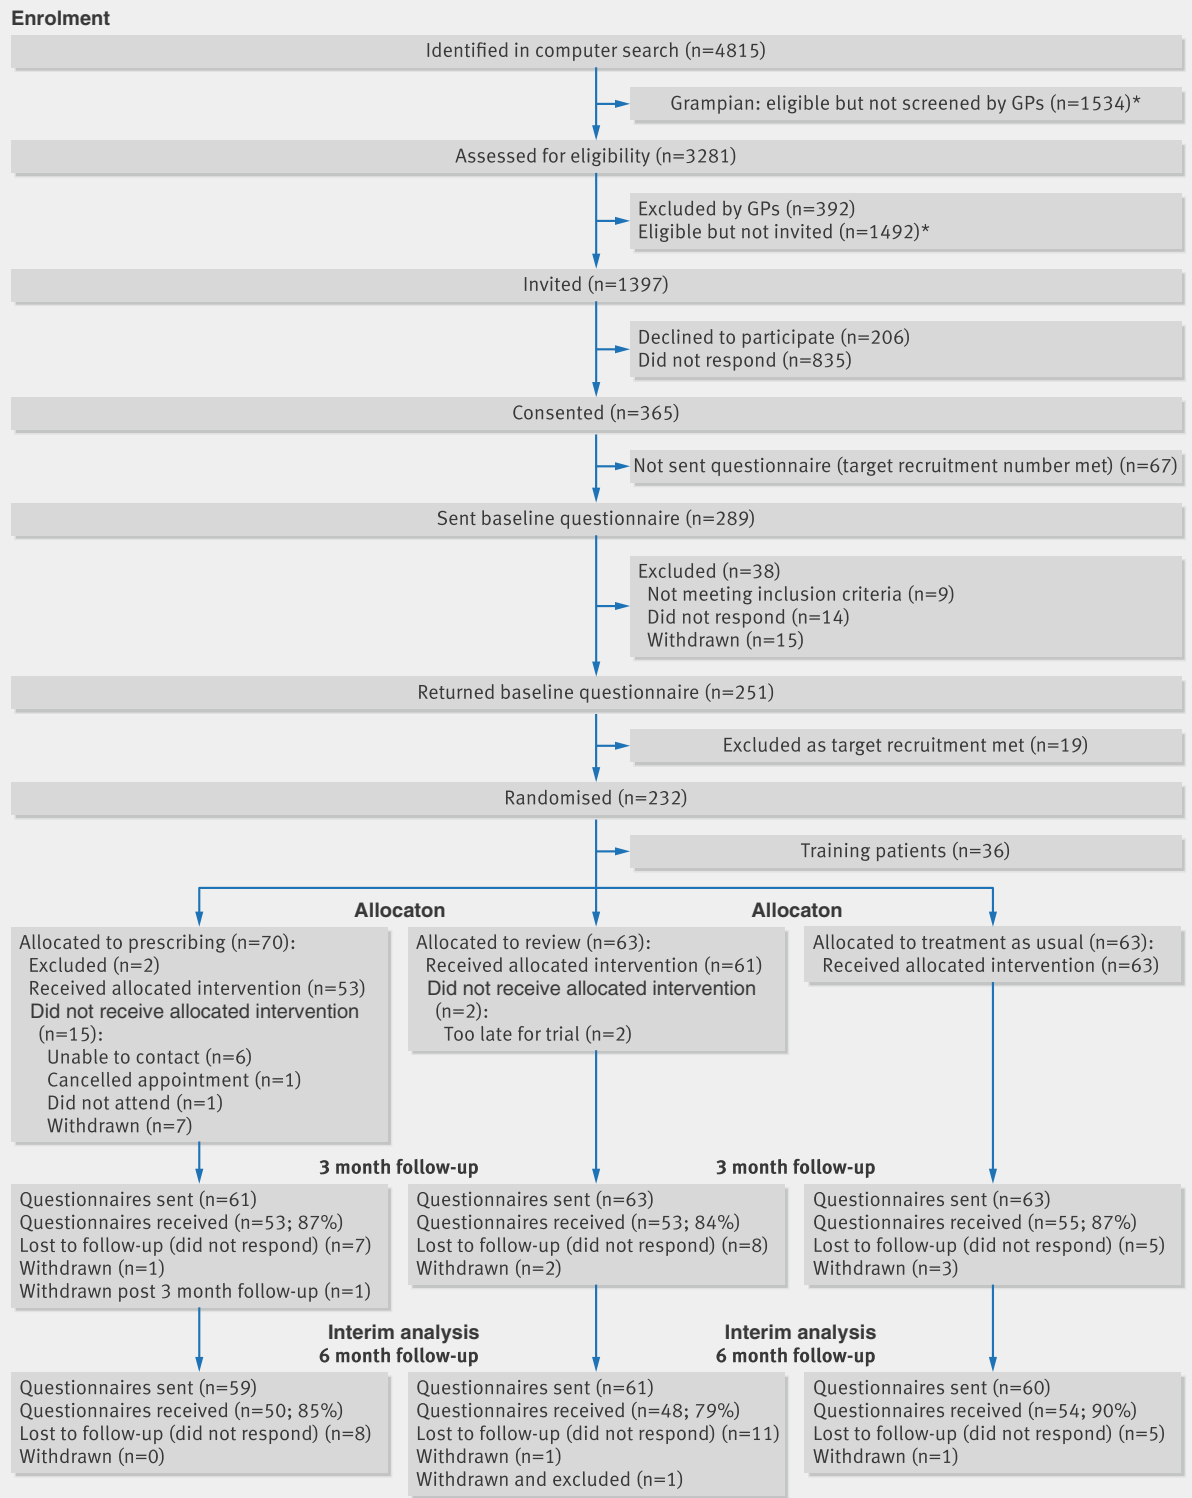 Enrolment
Identified in computer search (n=4815)
Grampian: eligible but not screened by GPs (n=1534)*
Assessed for eligibility (n=3281)
Excluded by GPs (n=392)
Eligible but not invited (n=1492)*
Invited (n=1397)
Declined to participate (n=206)
Did not respond (n=835)
Consented (n=365)
Not sent questionnaire (target recruitment number met) (n=67)
Sent baseline questionnaire (n=289)
Excluded (n=38)
Not meeting inclusion criteria (n=9)
Did not respond (n=14)
Withdrawn (n=15)
Returned baseline questionnaire (n=251)
Excluded as target recruitment met (n=19)
Randomised (n=232)
Training patients (n=36)
Allocaton
Allocaton
Allocated to prescribing (n=70):
Excluded (n=2)
Received allocated intervention (n=53)
Did not receive allocated intervention
(n=15):
Unable to contact (n=6)
Cancelled appointment (n=1)
Did not attend (n=1)
Withdrawn (n=7)
Allocated to review (n=63):
Received allocated intervention (n=61)
Did not receive allocated intervention
(n=2):
Too late for trial (n=2)
Allocated to treatment as usual (n=63):
Received allocated intervention (n=63)
3 month follow-up
3 month follow-up
Questionnaires sent (n=61)
Questionnaires received (n=53; 87%)
Lost to follow-up (did not respond) (n=7)
Withdrawn (n=1)
Withdrawn post 3 month follow-up (n=1)
Questionnaires sent (n=63)
Questionnaires received (n=53; 84%)
Lost to follow-up (did not respond) (n=8)
Withdrawn (n=2)
Questionnaires sent (n=63)
Questionnaires received (n=55; 87%)
Lost to follow-up (did not respond) (n=5)
Withdrawn (n=3)
Interim analysis
6 month follow-up
Interim analysis
6 month follow-up
Questionnaires sent (n=59)
Questionnaires received (n=50; 85%)
Lost to follow-up (did not respond) (n=8)
Withdrawn (n=0)
Questionnaires sent (n=61)
Questionnaires received (n=48; 79%)
Lost to follow-up (did not respond) (n=11)
Withdrawn (n=1)
Withdrawn and excluded (n=1)
Questionnaires sent (n=60)
Questionnaires received (n=54; 90%)
Lost to follow-up (did not respond) (n=5)
Withdrawn (n=1)